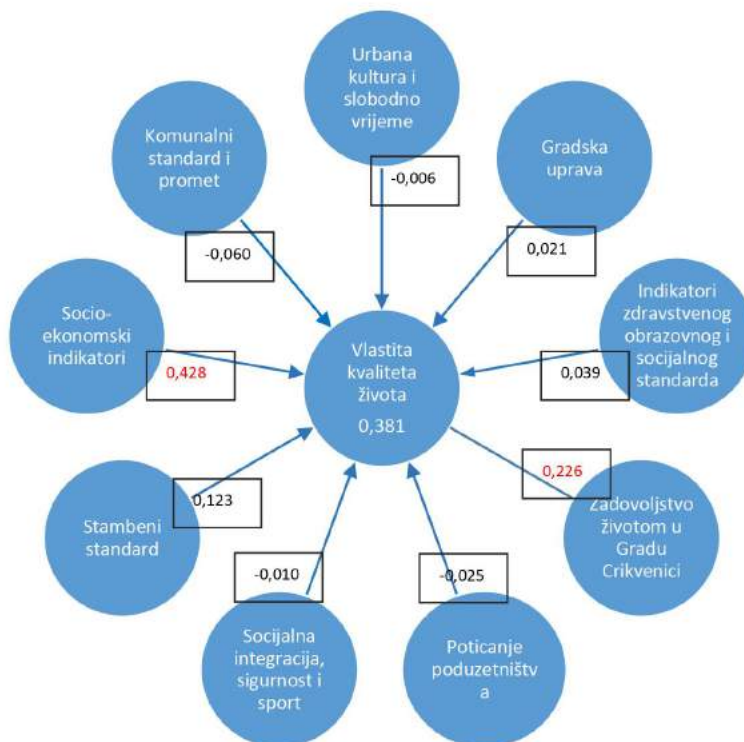 Urbana
kultura i
slobodno
vrijeme
-0,006
Komunalni
standard i
promet
-0,060
Gradska
uprava
0,021
Socio-
ekonomski
indikatori
0,428
Vlastita
kvaliteta
života
0,381
Indikatori
zdravstvenog
obrazovnog i
socijalnog
standarda
0,039
Stambeni
standard
0,123
0,226
Zadovoljstvo
životom u
Gradu
Crikvenici
-0,010
Socijalna
integracija,
sigurnost i
sport
-0,025
Poticanje
poduzetništv
a